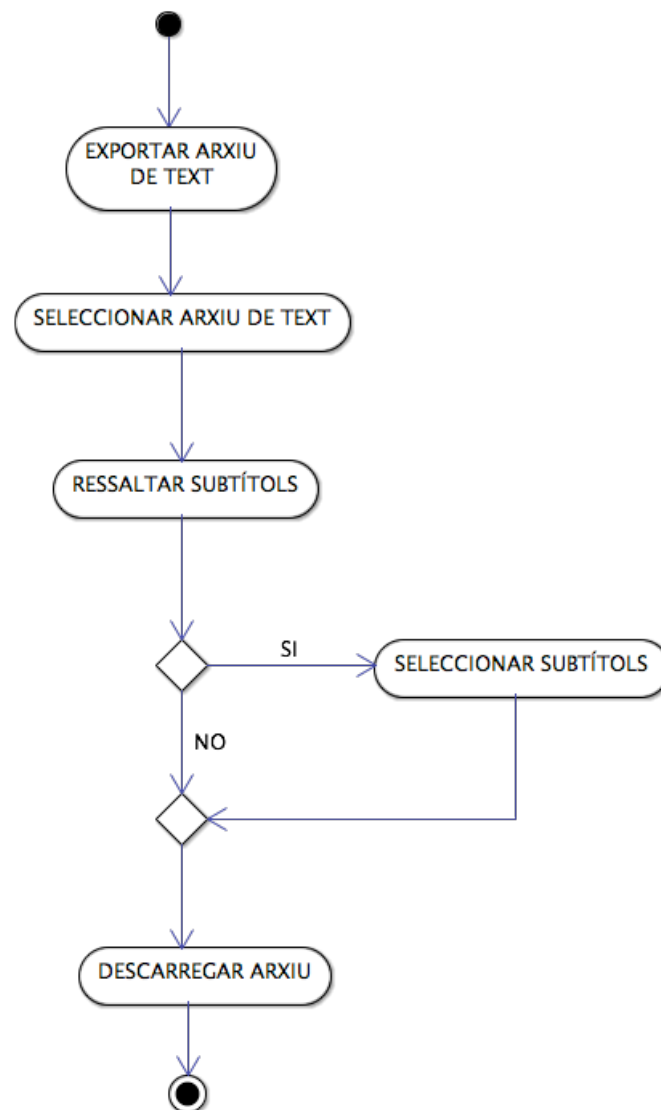 EXPORTAR ARXIU
DE TEXT
SELECCIONAR ARXIU DE TEXT
RESSALTAR SUBTÍTOLS
SI
SELECCIONAR SUBTÍTOLS
NO
DESCARREGAR ARXIU